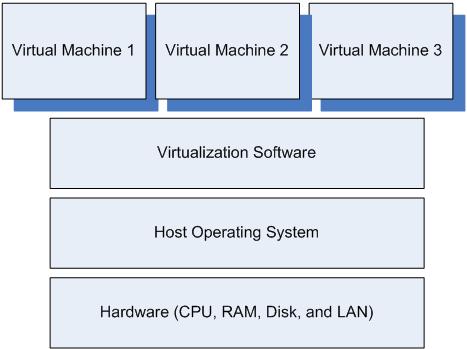 Virtual Machine 1
Virtual Machine 2
Virtual Machine 3
Virtualization Software
Host Operating System
Hardware (CPU, RAM, Disk, and LAN)